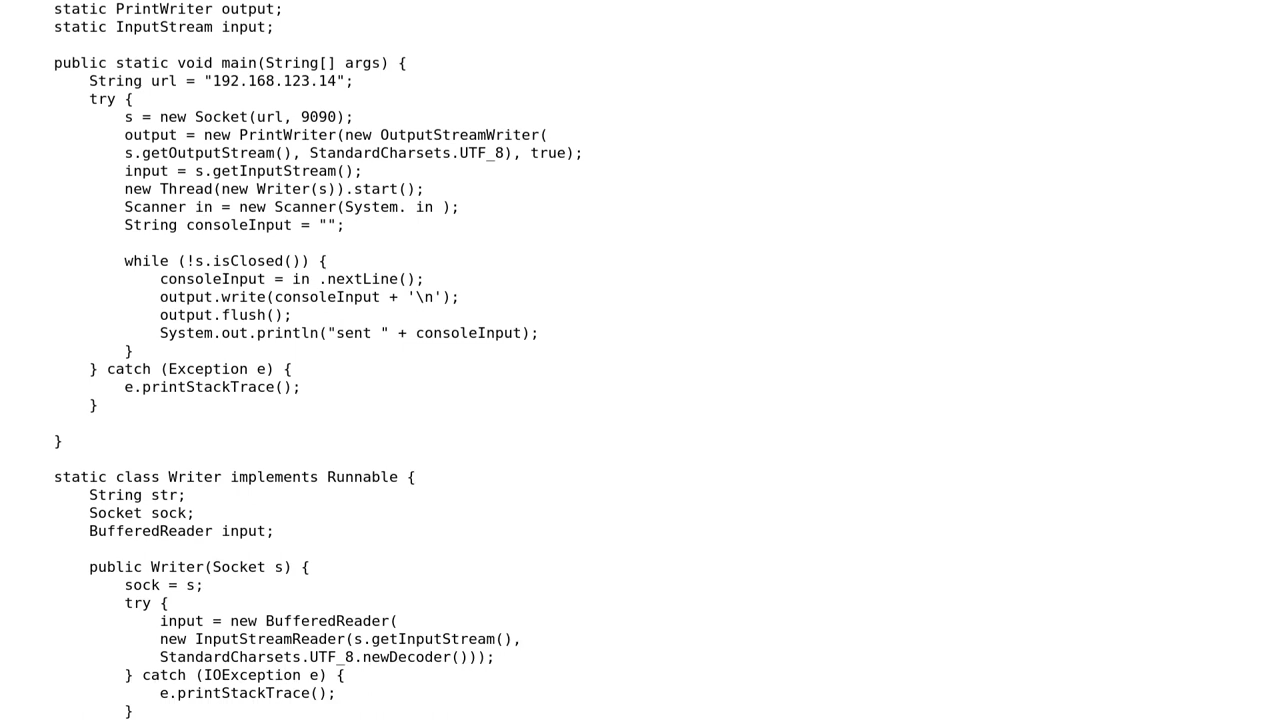 static PrintWriter output;
static InputStream input;

public static void main(String[] args) {
    String url = "192.168.123.14";
    try {
        s = new Socket(url, 9090);
        output = new PrintWriter(new OutputStreamWriter(
        s.getOutputStream(), StandardCharsets.UTF_8), true);
        input = s.getInputStream();
        new Thread(new Writer(s)).start();
        Scanner in = new Scanner(System. in );
        String consoleInput = "";

        while (!s.isClosed()) {
            consoleInput = in .nextLine();
            output.write(consoleInput + '\n');
            output.flush();
            System.out.println("sent " + consoleInput);
        }
    } catch (Exception e) {
        e.printStackTrace();
    }

}

static class Writer implements Runnable {
    String str;
    Socket sock;
    BufferedReader input;

    public Writer(Socket s) {
        sock = s;
        try {
            input = new BufferedReader(
            new InputStreamReader(s.getInputStream(),
            StandardCharsets.UTF_8.newDecoder()));
        } catch (IOException e) {
            e.printStackTrace();
        }